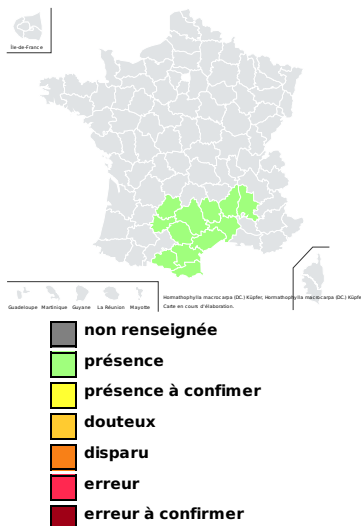 Île-de-France
Guadeloupe Martinique Guyane La Réunion Mayotte
Hormathophylla macrocarpa (DC.) Küpfer, Hormathophylla macrocarpa (DC.) Küpfer
Carte en cours d'élaboration.
non renseignée
présence
présence à confimer
douteux
disparu
erreur
erreur à confirmer